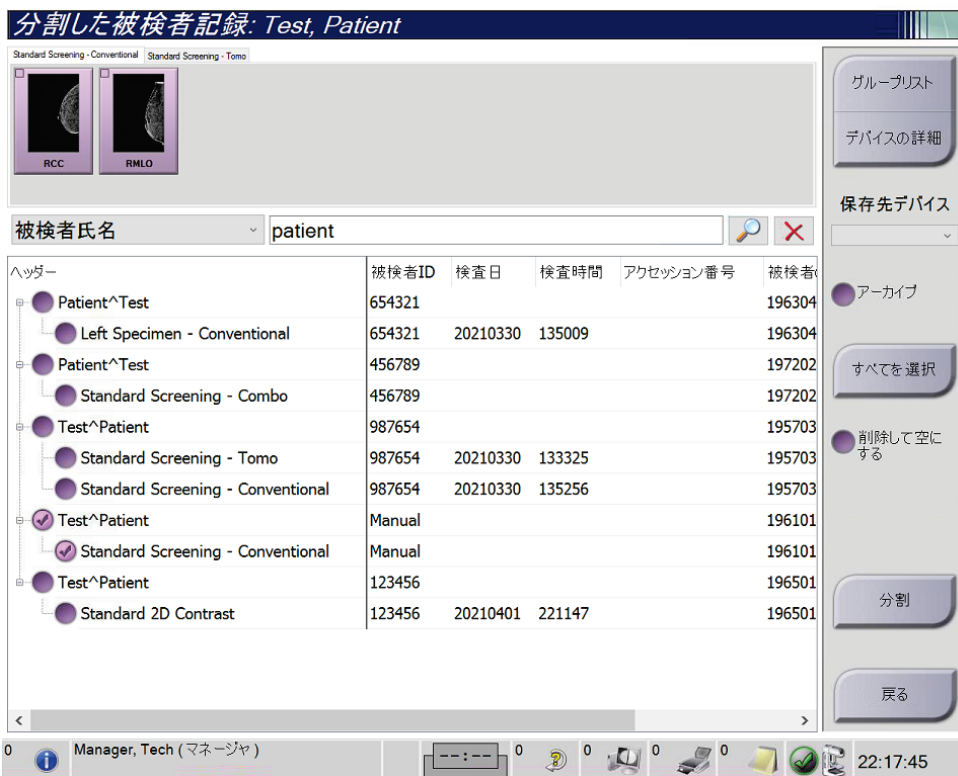 分割した被検者記録: Test, Patient
Standard Screening - Conventional Standard Screening - Tomo
RCC RMLO
グループリスト
デバイスの詳細
保存先デバイス
被検者氏名 patient
ヘッダー 被検者ID 検査日 検査時間 アクセッション番号 被検者
Patient^Test 654321 196304
Left Specimen - Conventional 654321 20210330 135009 196304
Patient^Test 456789 197202
Standard Screening - Combo 456789 197202
Test^Patient 987654 195703
Standard Screening - Tomo 987654 20210330 133325 195703
Standard Screening - Conventional 987654 20210330 135256 195703
Test^Patient Manual 196101
Standard Screening - Conventional Manual 196101
Test^Patient 123456 196501
Standard 2D Contrast 123456 20210401 221147 196501
アーカイブ
すべてを選択
削除して空に
する
分割
戻る
0 Manager, Tech (マネージャ) --:-- 0 0 0 0 22:17:45